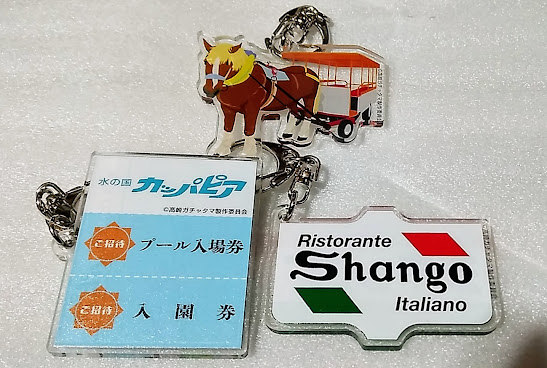 水の国 カッパピア
©高崎ガチャタマ製作委員会
ご招待 プール入場券
ご招待 入園券
Ristorante
Shango
Italiano